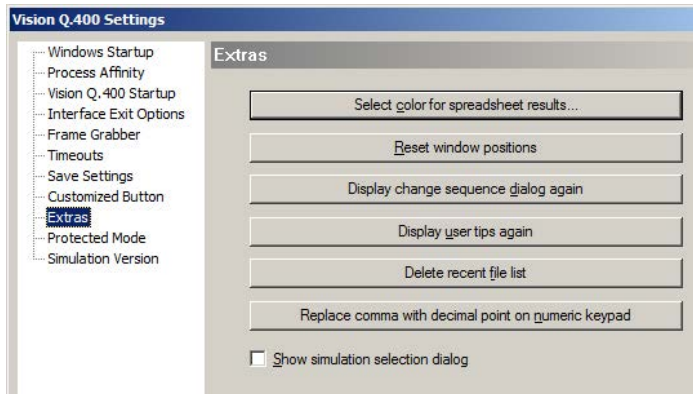 Vision Q.400 Settings
Windows Startup
Process Affinity
Vision Q.400 Startup
Interface Exit Options
Frame Grabber
Timeouts
Save Settings
Customized Button
Extras
Protected Mode
Simulation Version
Extras
Select color for spreadsheet results...
Reset window positions
Display change sequence dialog again
Display user tips again
Delete recent file list
Replace comma with decimal point on numeric keypad
Show simulation selection dialog